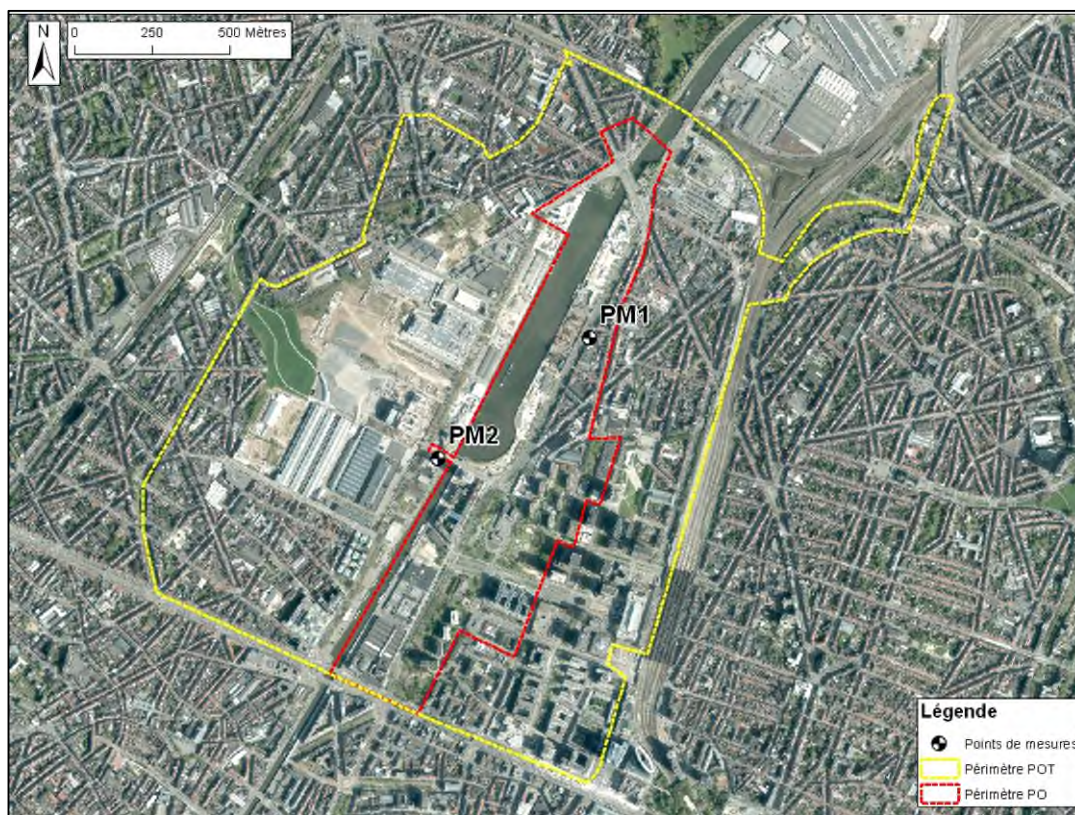 N
0 250 500 Mètres
PM1
PM2
Légende
Points de mesures
Périmètre POT
Périmètre PO